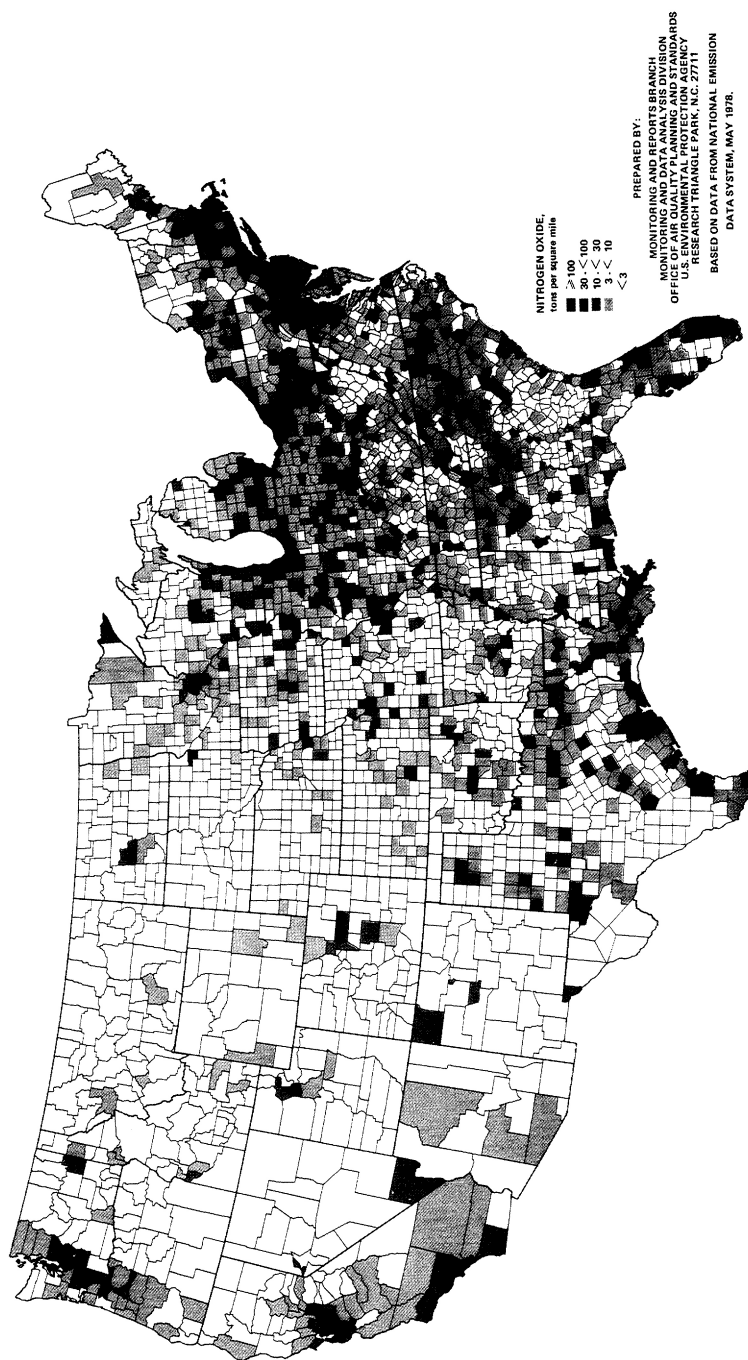 NITROGEN OXIDE,
tons per square mile
≥ 100
30 - < 100
10 - < 30
3 - < 10
< 3
PREPARED BY:
MONITORING AND REPORTS BRANCH
MONITORING AND DATA ANALYSIS DIVISION
OFFICE OF AIR QUALITY PLANNING AND STANDARDS
U.S. ENVIRONMENTAL PROTECTION AGENCY
RESEARCH TRIANGLE PARK, N.C. 27711
BASED ON DATA FROM NATIONAL EMISSION
DATA SYSTEM, MAY 1978.